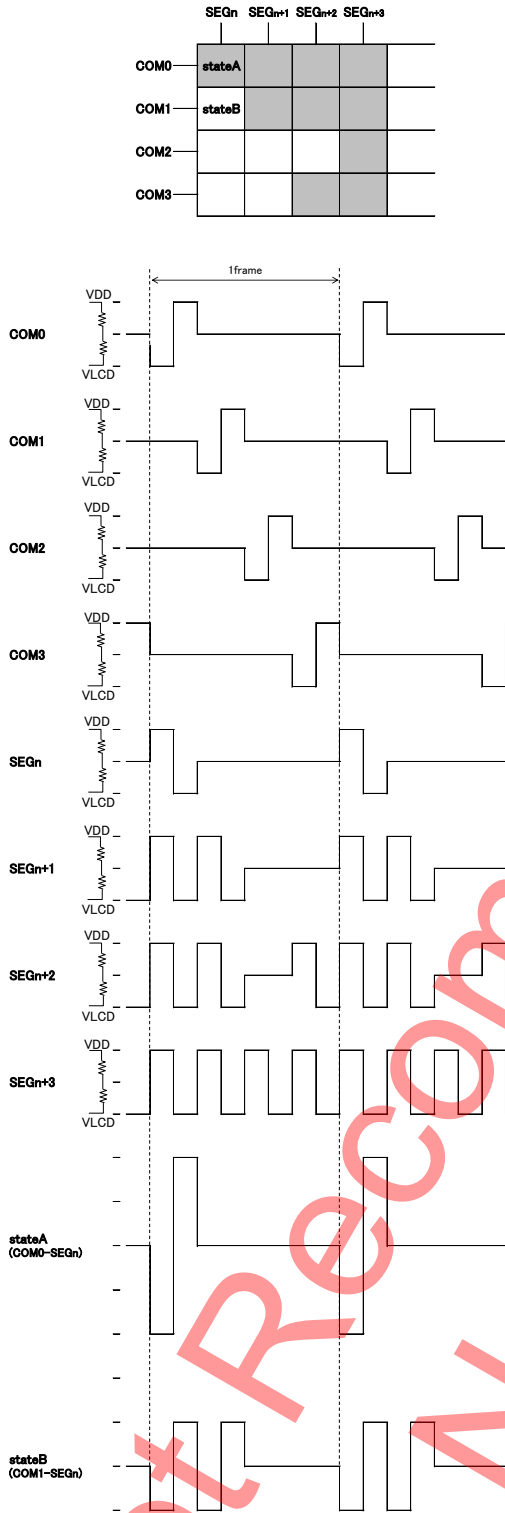 SEGn SEGn+1 SEGn+2 SEGn+3
COM0 stateA
COM1 stateB
COM2
COM3
1frame
VDD
COM0
VLCD
VDD
COM1
VLCD
VDD
COM2
VLCD
VDD
COM3
VLCD
VDD
SEGn
VLCD
VDD
SEGn+1
VLCD
VDD
SEGn+2
VLCD
VDD
SEGn+3
VLCD
stateA
(COM0-SEGn)
stateB
(COM1-SEGn)
t Recom
N